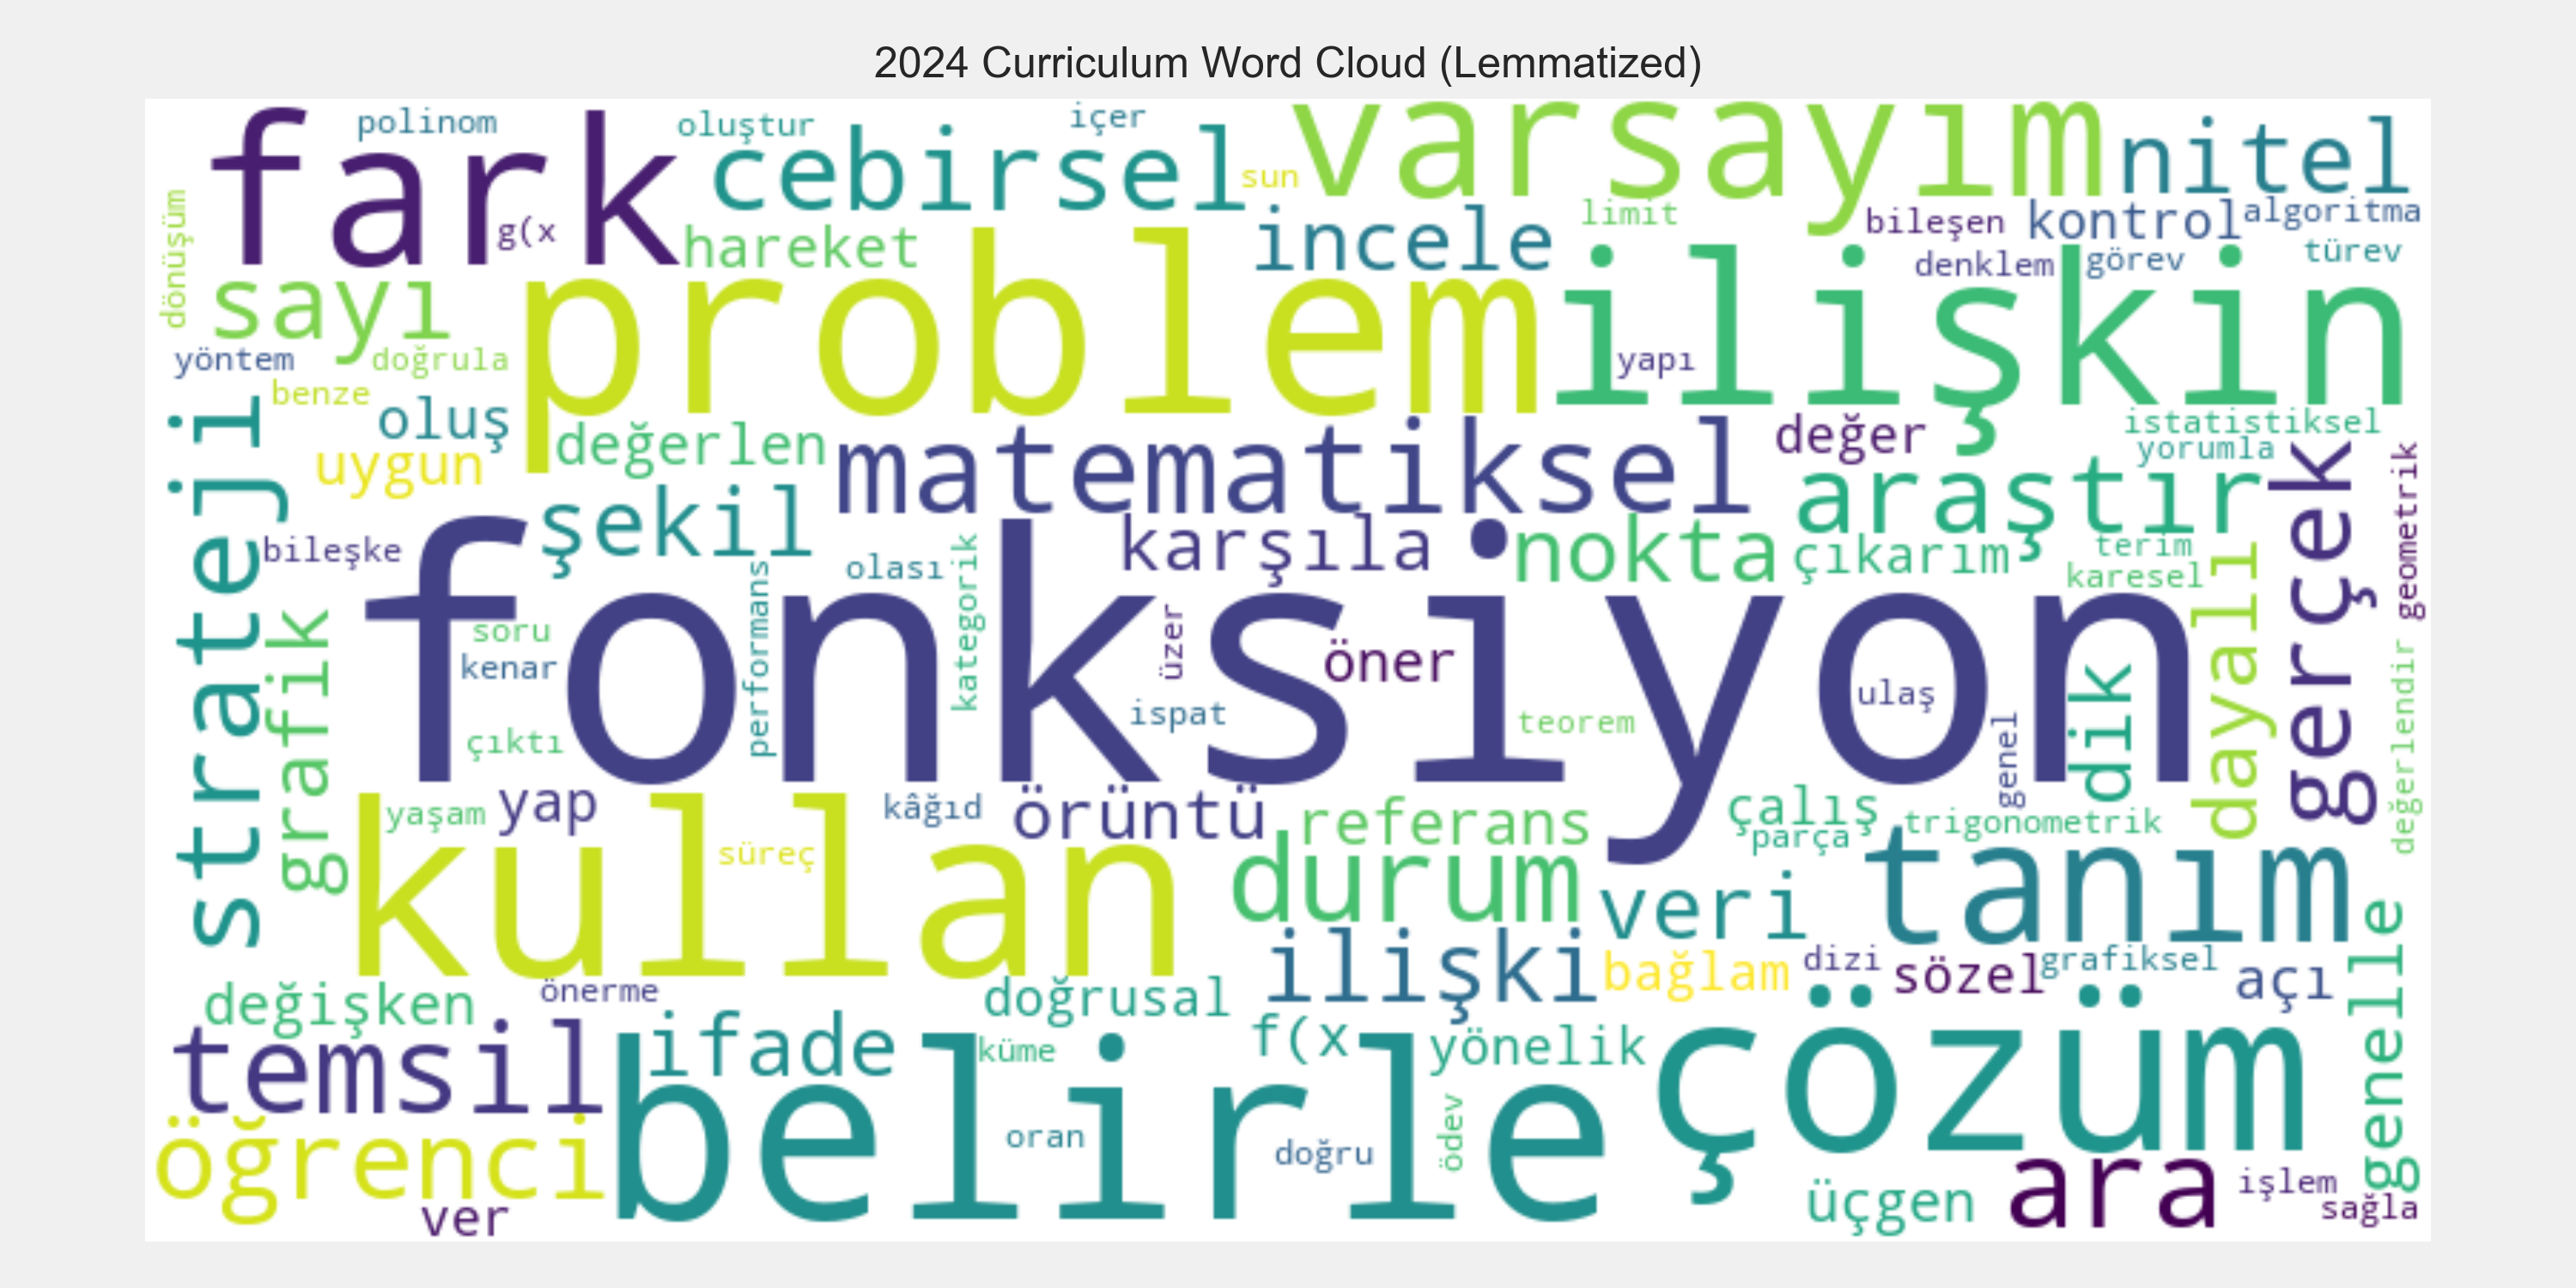 2024 Curriculum Word Cloud (Lemmatized)
polinom
oluştur
içer
varsayım
fark
cebirsel
sun
nitel
g(x
hareket
incele
limit
bileşen
kontrol
algoritma
dönüşüm
sayı
problem
ilişkin
denklem
görev
türev
yöntem
doğrula
yapı
benze
oluş
uygun
değerlen
matematiksel
değer
istatistiksel
yorumla
strateji
şekil
karşıla
nokta
araştır
çıkarım
gerçek
geometrik
bileşke
olası
terim
karesel
fonksiyon
grafik
soru
kenar
performans
kategorik
üzer
öner
ispat
teorem
ulaş
genel
dik
dayalı
değerlendir
çıktı
yaşam
yap
kâğıd
örüntü
referans
çalış
parça
trigonometrik
kullan
süreç
durum
veri
tanım
ilişki
bağlam
dizi
sözel
grafiksel
açı
genelle
değişken
önerme
doğrusal
temsil
ifade
küme
f(x
yönelik
çözüm
belirle
öğrenci
oran
doğru
ödev
ver
üçgen
ara
işlem
sağla